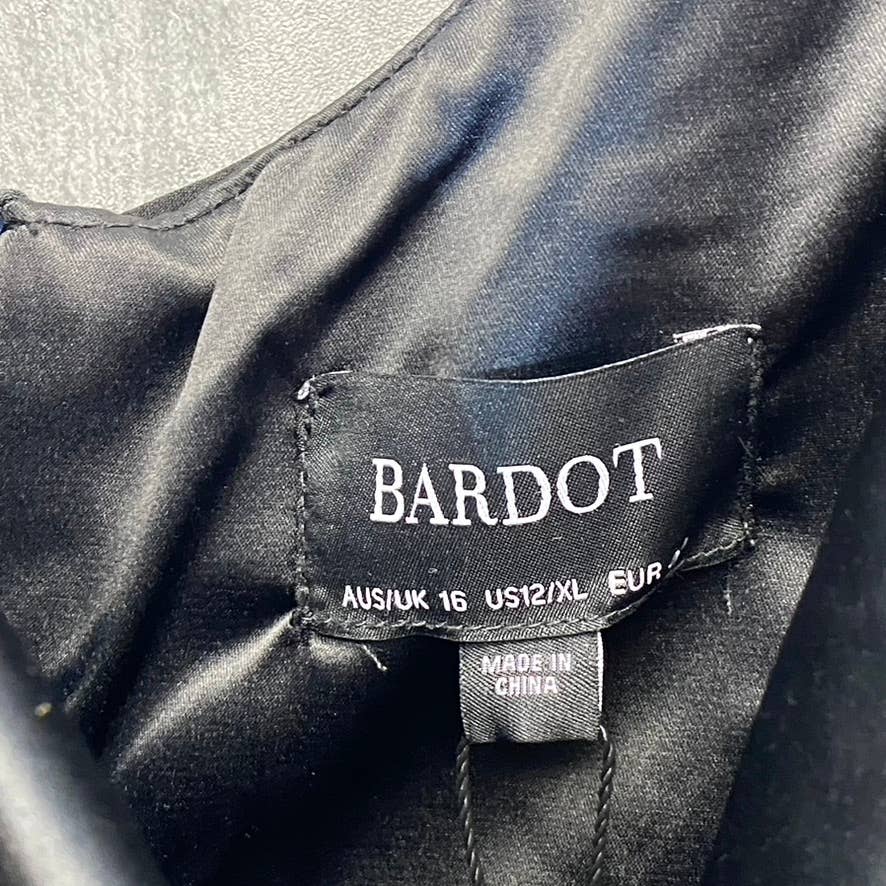 BARDOT
AUS/UK 16 US12/XL EUR
MADE IN
CHINA